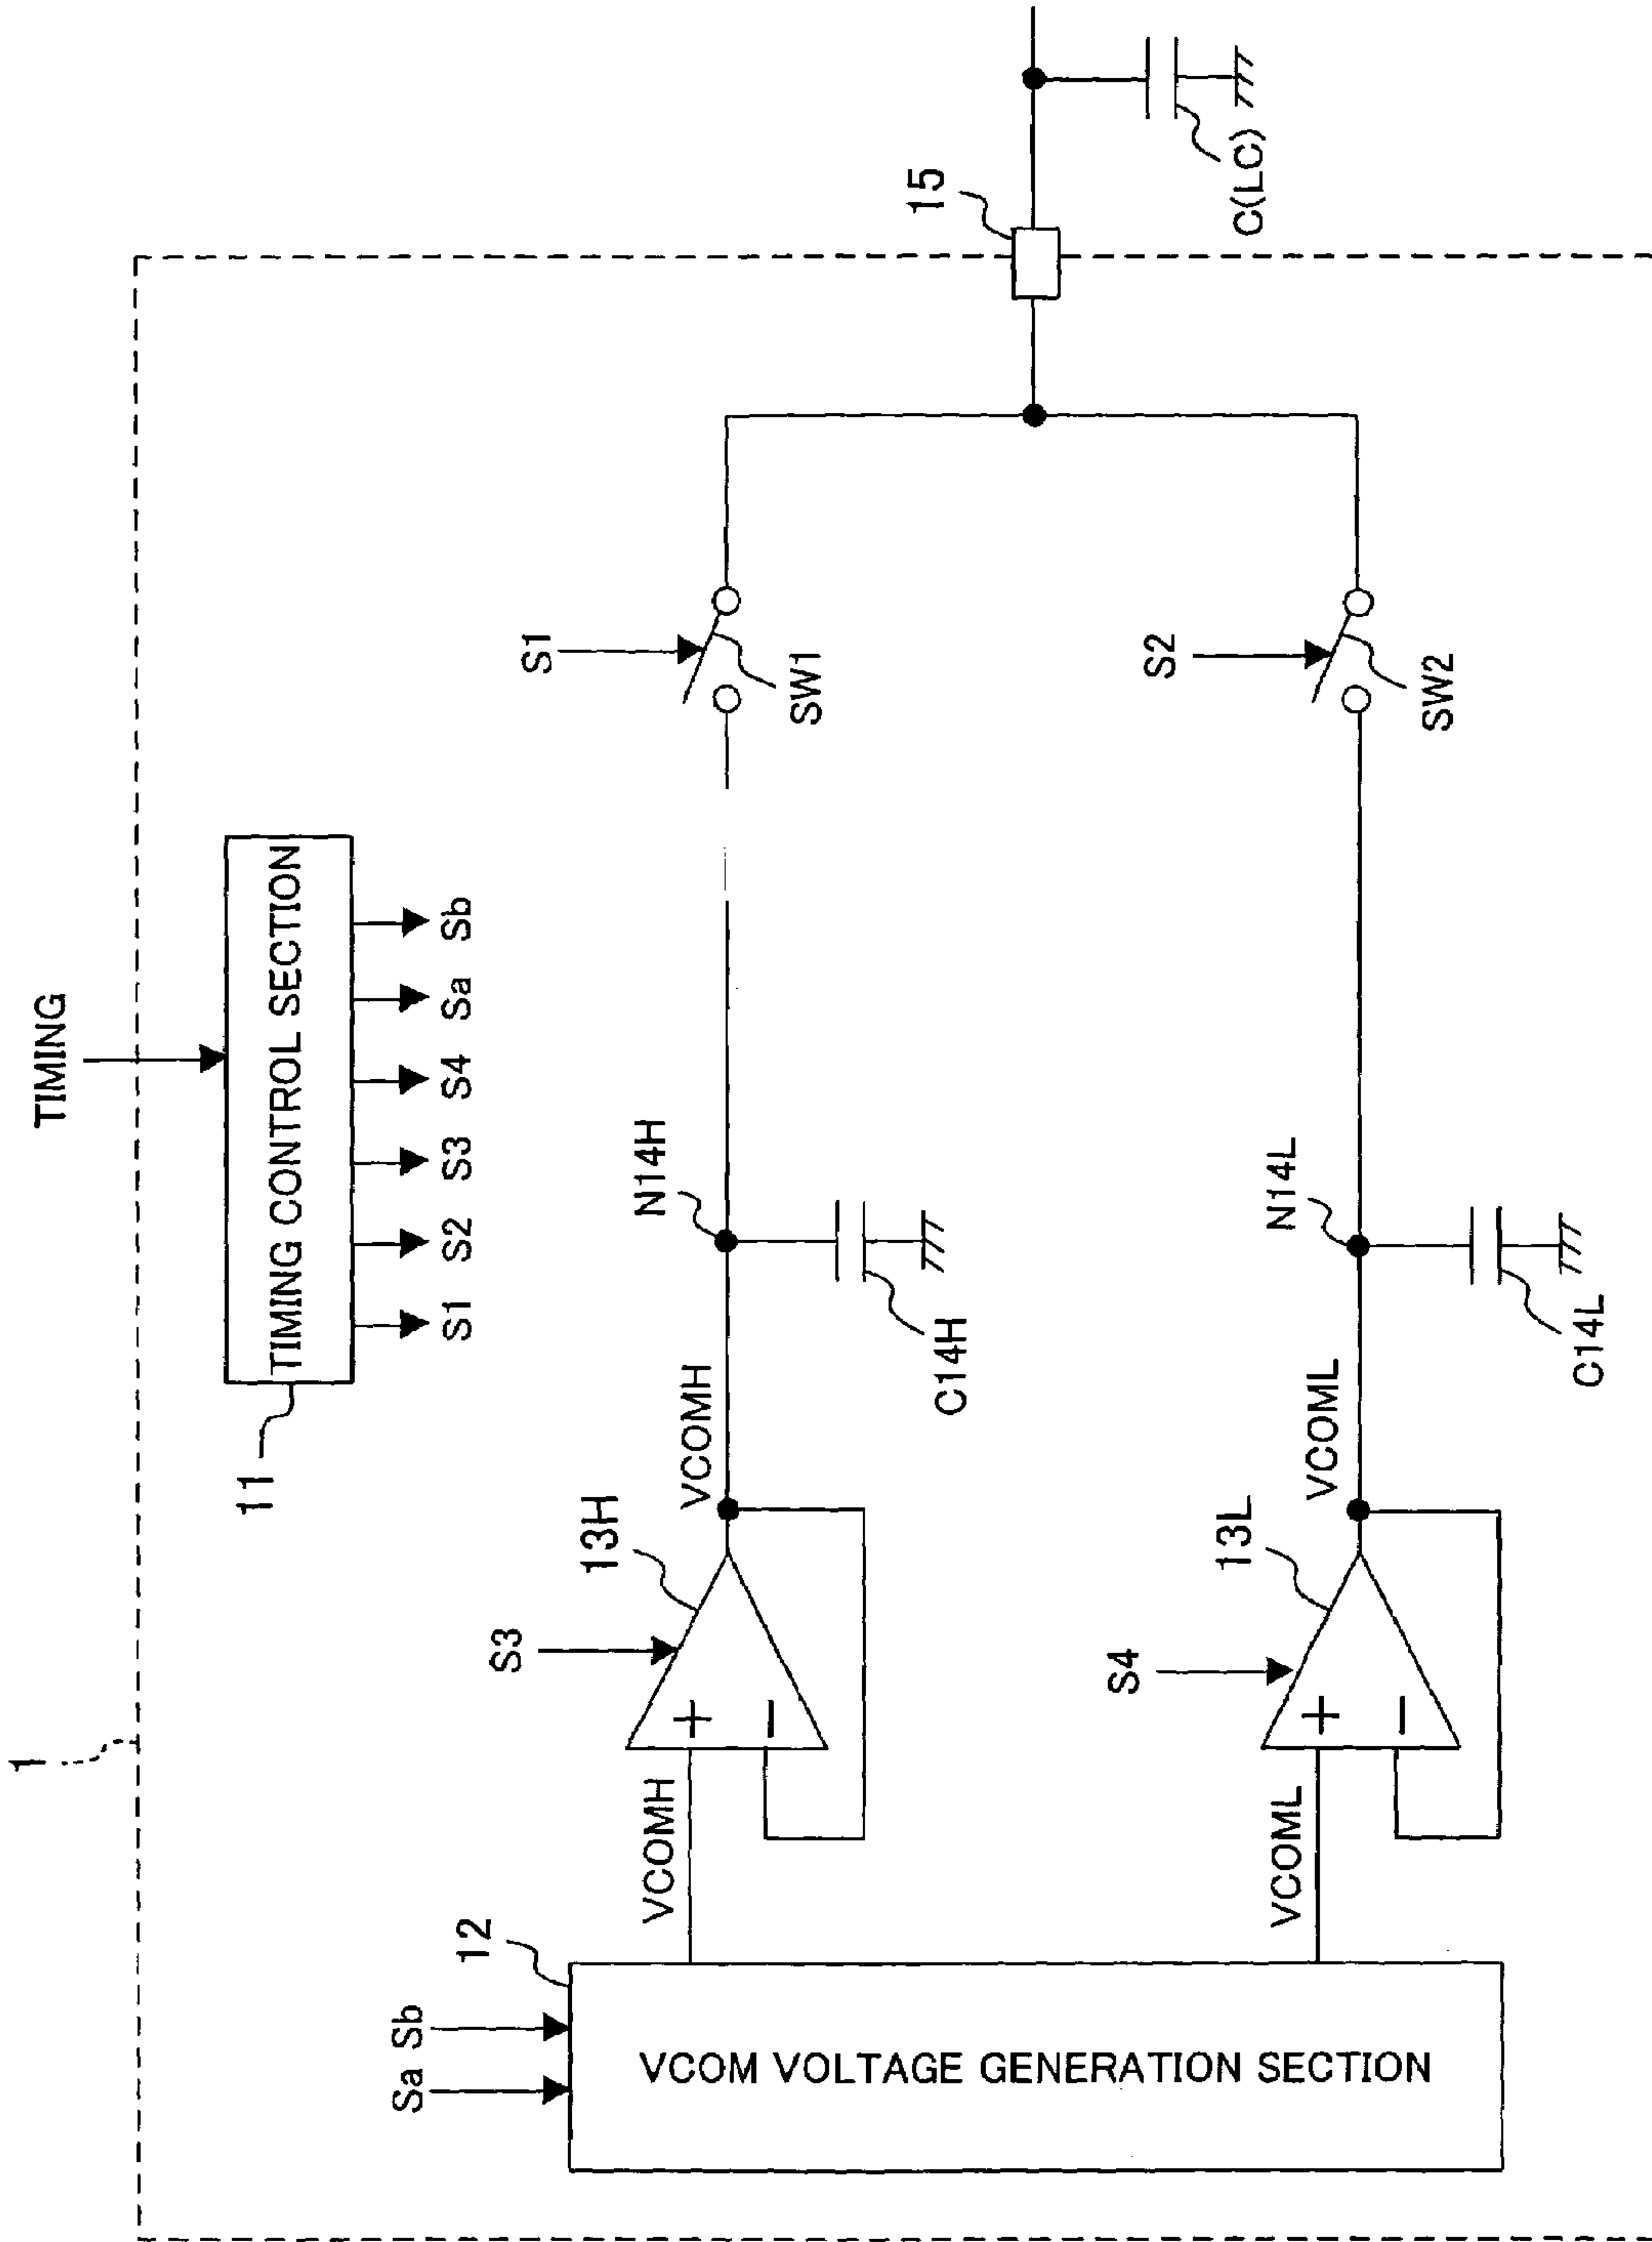 1
TIMING
11
TIMING CONTROL SECTION
S1 S2 S3 S4 Sa Sb
Sa Sb
12
VCOM VOLTAGE GENERATION SECTION
VCOMH
S3
13H
VCOMH
N14H
C14H
S1
SW1
15
C(LC)
VCOML
S4
13L
VCOML
N14L
C14L
S2
SW2